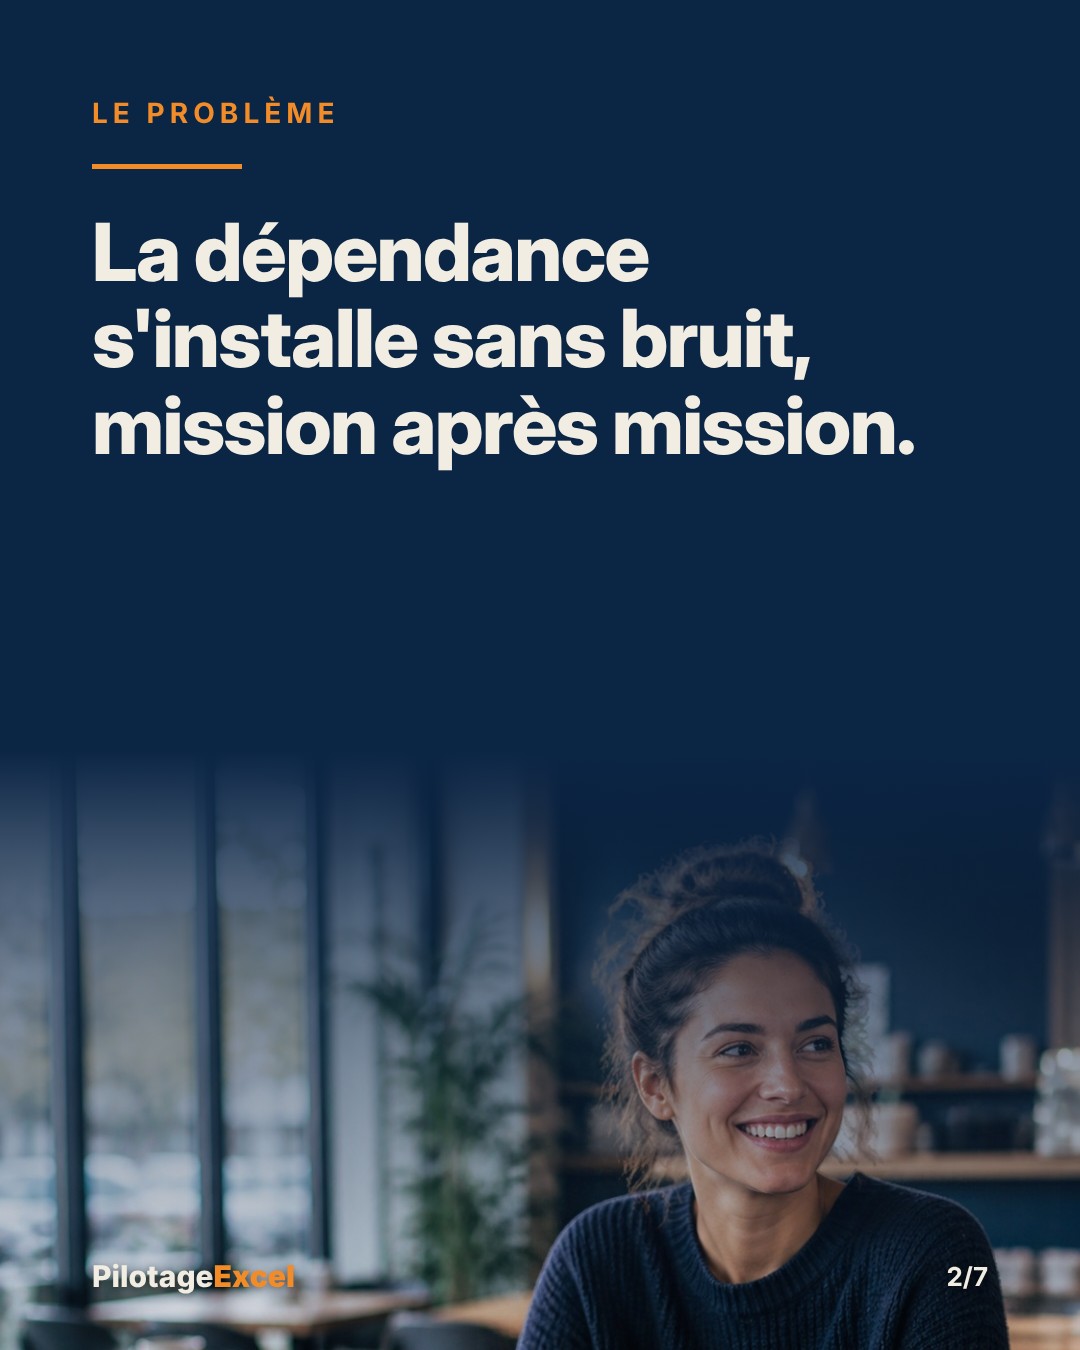 LE PROBLÈME
La dépendance
s'installe sans bruit,
mission après mission.
PilotageExcel
2/7